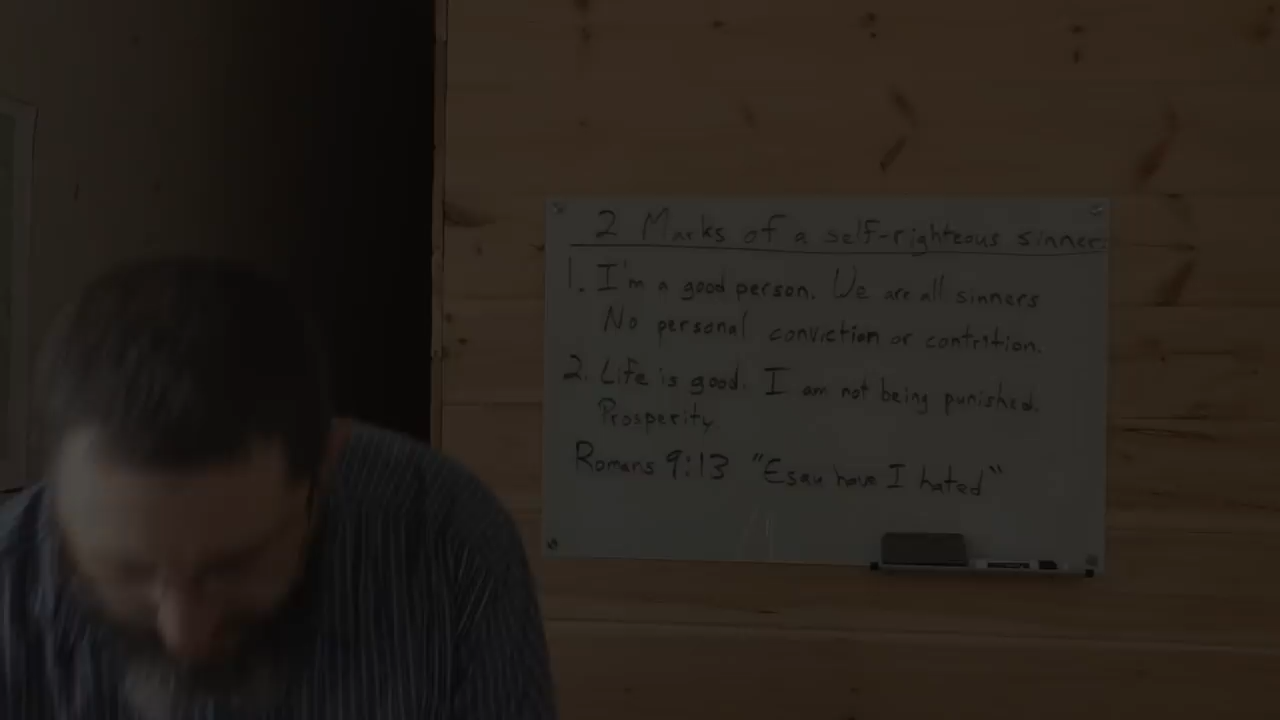 2 Marks of a self-righteous sinner.
1. I'm a good person. We are all sinners
No personal conviction or contrition.
2. Life is good. I am not being punished.
Prosperity
Romans 9:13 "Esau have I hated"